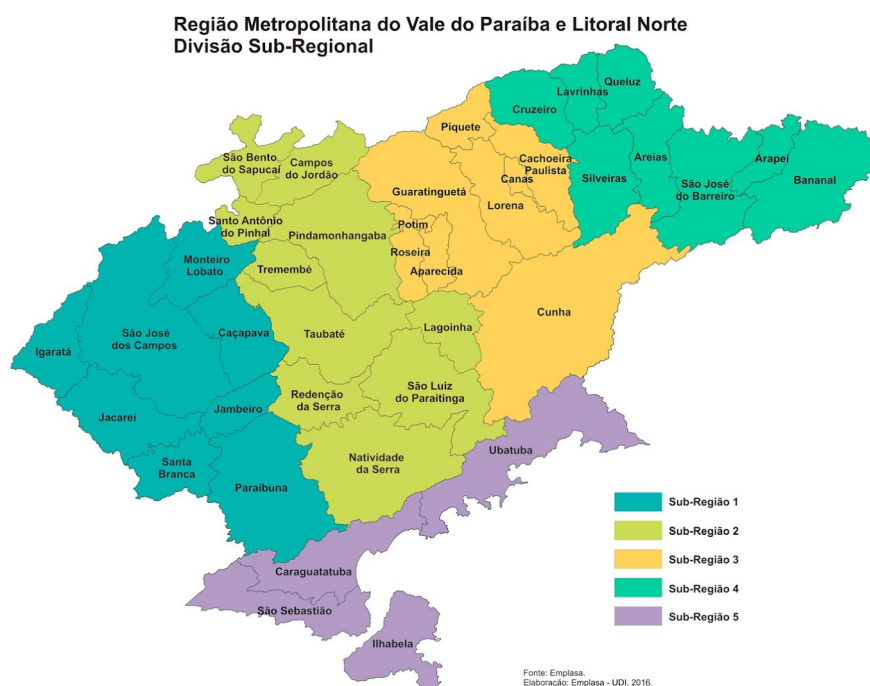 Região Metropolitana do Vale do Paraíba e Litoral Norte
Divisão Sub-Regional
Queluz
Lavrinhas
Cruzeiro
Piquete
São Bento
do Sapucaí
Campos
do Jordão
Cachoeira
Paulista
Canas
Areias
Arapeí
Bananal
Silveiras
São José
do Barreiro
Guaratinguetá
Lorena
Santo Antônio
do Pinhal
Pindamonhangaba
Potim
Roseira
Aparecida
Monteiro
Lobato
Tremembé
Cunha
Lagoinha
Taubaté
Caçapava
São José
dos Campos
Igaratá
São Luiz
do Paraitinga
Redenção
da Serra
Jambeiro
Jacareí
Ubatuba
Natividade
da Serra
Santa
Branca
Paraibuna
Caraguatatuba
São Sebastião
Ilhabela
Sub-Região 1
Sub-Região 2
Sub-Região 3
Sub-Região 4
Sub-Região 5
Fonte: Emplasa.
Elaboração: Emplasa - UDI, 2016.